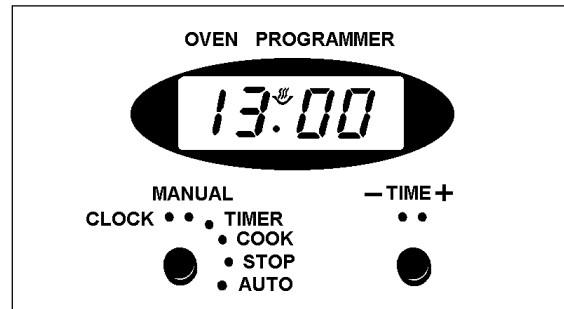 OVEN PROGRAMMER
13:00
MANUAL
CLOCK
TIMER
COOK
STOP
AUTO
– TIME +